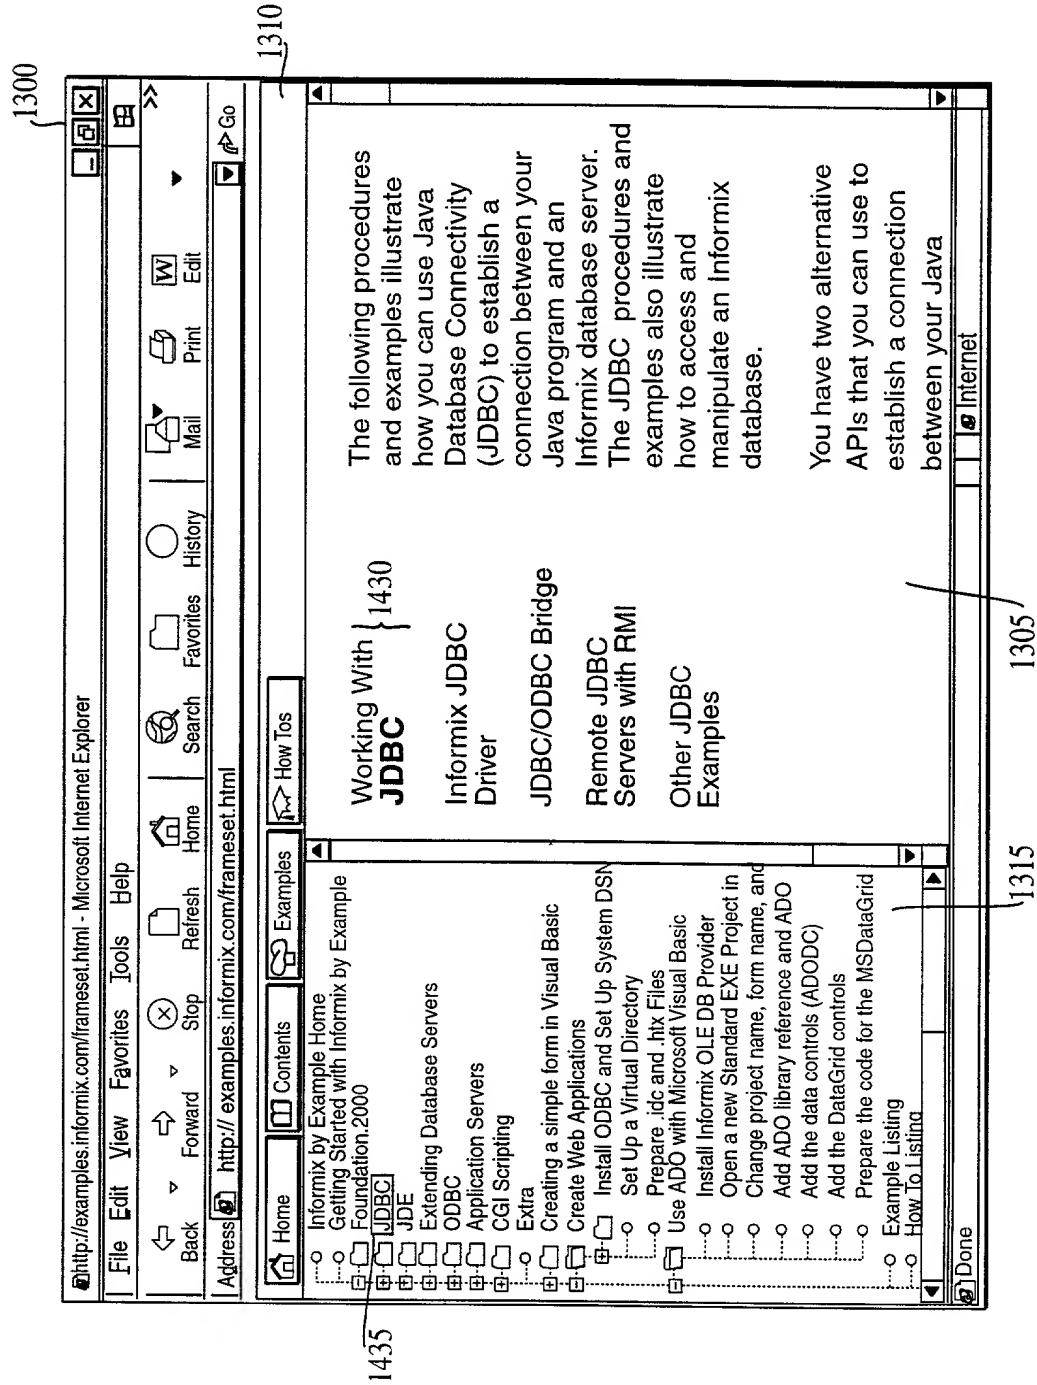 1300
http://examples.informix.com/frameset.html - Microsoft Internet Explorer
File Edit View Favorites Tools Help
Back Forward Stop Refresh Home Search Favorites History Mail Print Edit
Address http:// examples.informix.com/frameset.html Go
1310
Home Contents Examples How Tos
Informix by Example Home
Getting Started with Informix by Example
Foundation.2000
JDBC
JDE
Extending Database Servers
ODBC
Application Servers
CGI Scripting
Extra
Creating a simple form in Visual Basic
Create Web Applications
Install ODBC and Set Up System DSN
Set Up a Virtual Directory
Prepare .idc and .htx Files
Use ADO with Microsoft Visual Basic
Install Informix OLE DB Provider
Open a new Standard EXE Project in
Change project name, form name, and
Add ADO library reference and ADO
Add the data controls (ADODC)
Add the DataGrid controls
Prepare the code for the MSDataGrid
Example Listing
How To Listing
1435
1315
Working With
JDBC
1430
Informix JDBC
Driver
JDBC/ODBC Bridge
Remote JDBC
Servers with RMI
Other JDBC
Examples
The following procedures
and examples illustrate
how you can use Java
Database Connectivity
(JDBC) to establish a
connection between your
Java program and an
Informix database server.
The JDBC procedures and
examples also illustrate
how to access and
manipulate an Informix
database.
You have two alternative
APIs that you can use to
establish a connection
between your Java
1305
Done
Internet